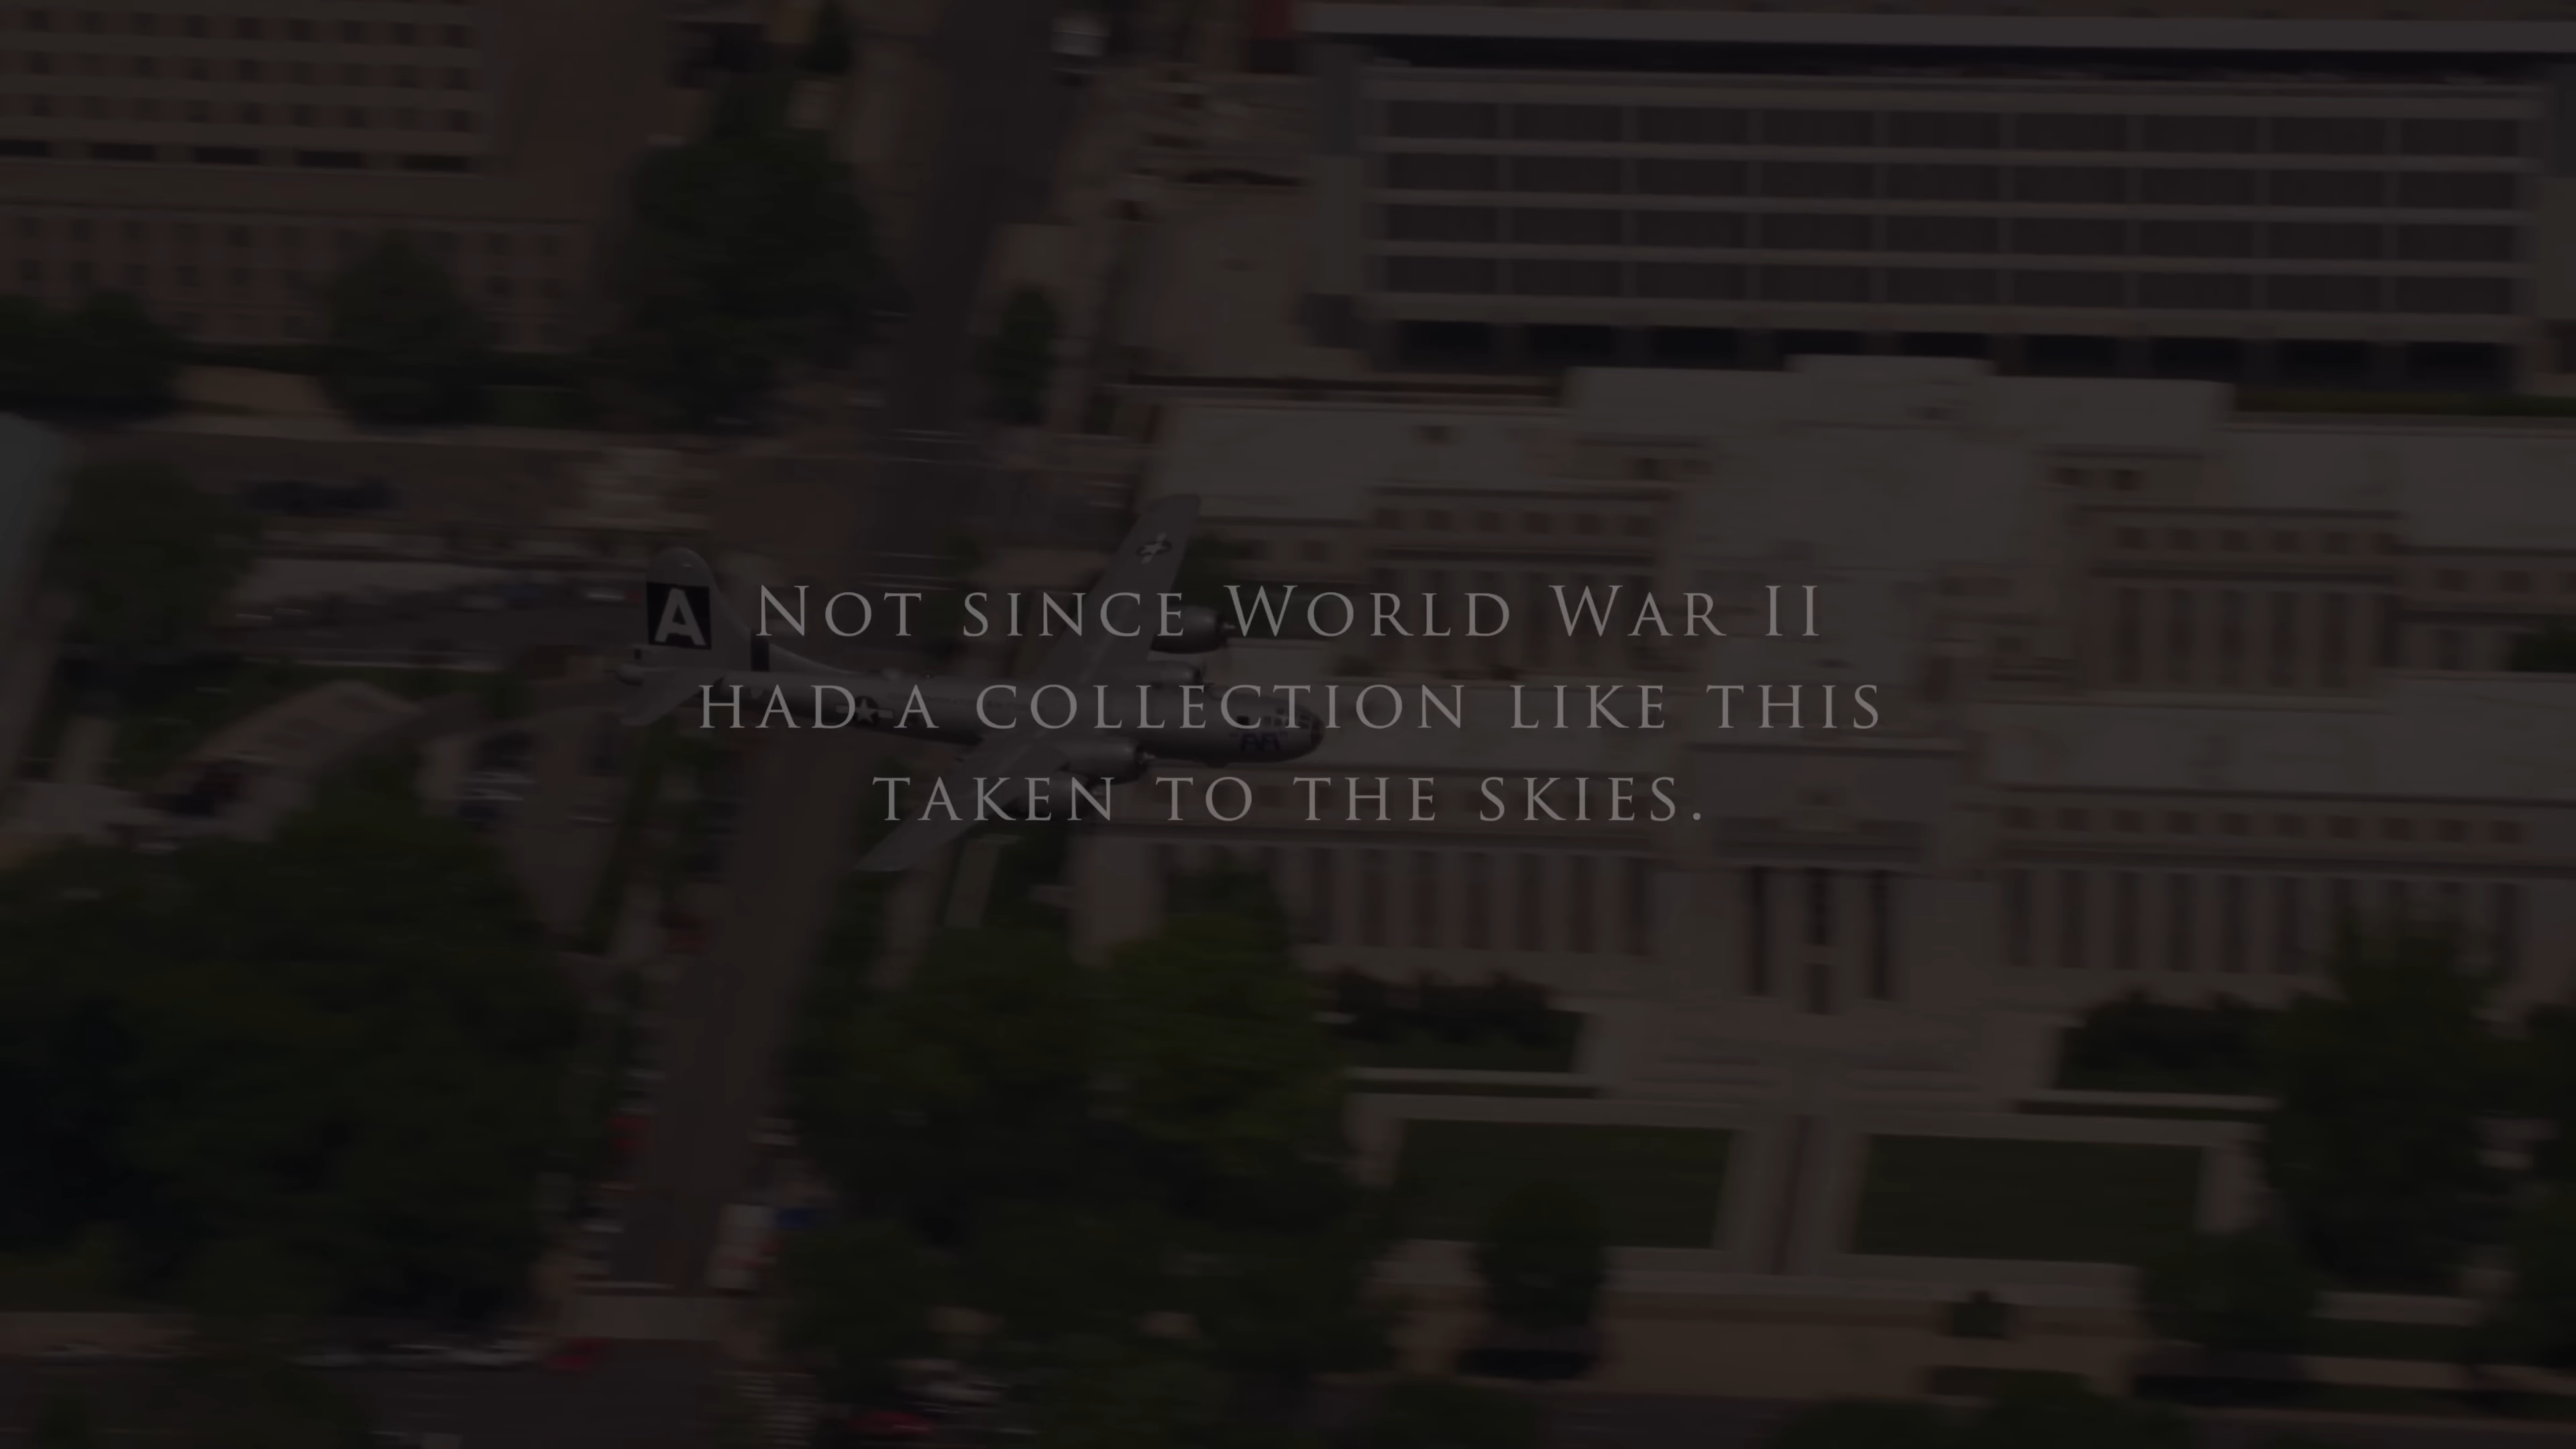 Not since World War II
had a collection like this
taken to the skies.
A